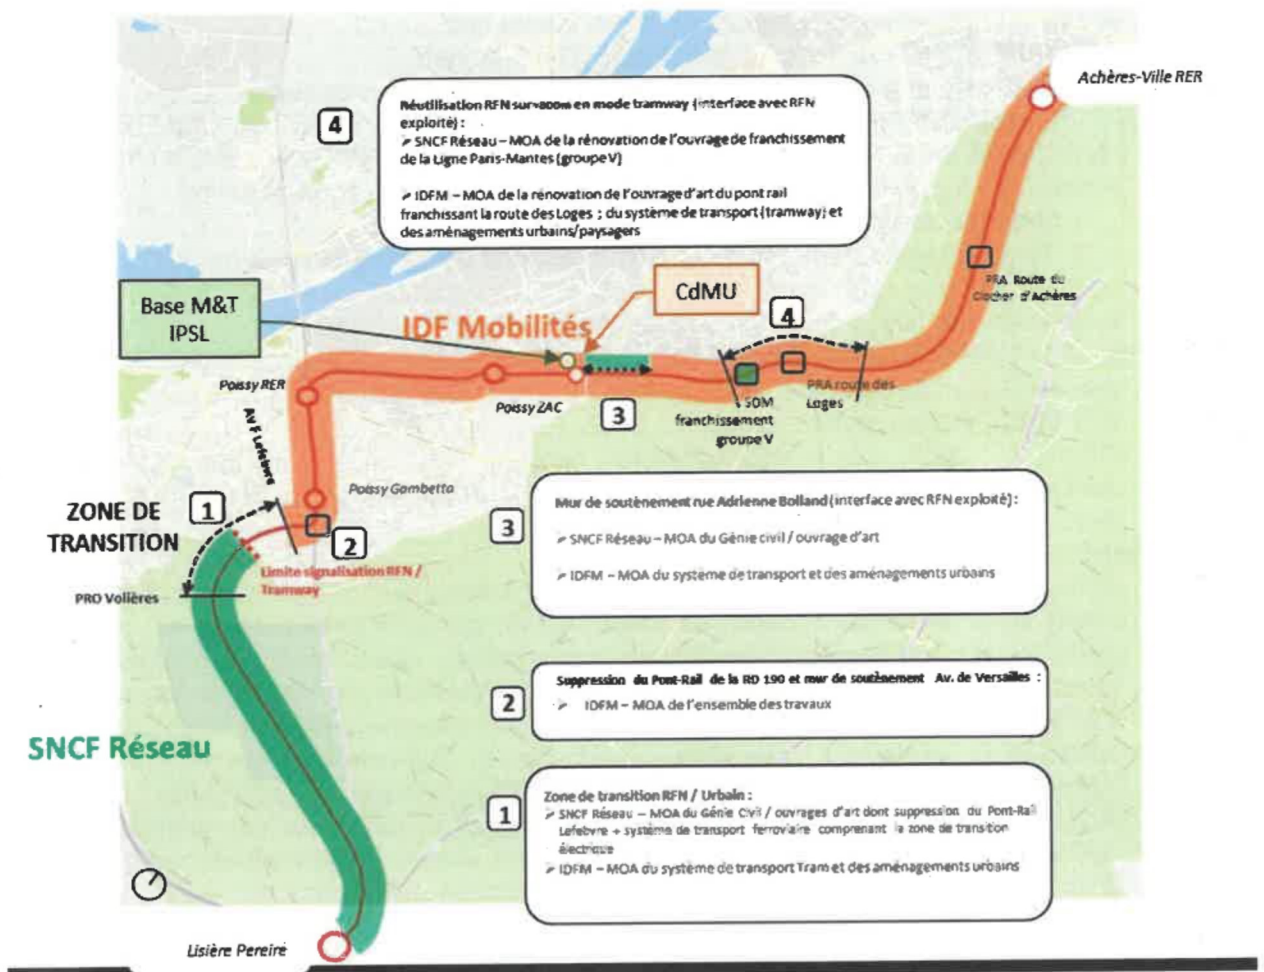 Achères-Ville RER
4
Réutilisation RFN sur 400m en mode tramway (interface avec RFN
exploité) :
➢ SNCF Réseau – MOA de la rénovation de l'ouvrage de franchissement
de la Ligne Paris-Mantes (groupe V)
➢ IDFM – MOA de la rénovation de l'ouvrage d'art du pont rail
franchissant la route des Loges ; du système de transport (tramway) et
des aménagements urbains/paysagers
PRA Route du
Clocher d'Achères
Base M&T
IPSL
CdMU
IDF Mobilités
4
Poissy RER
Poissy ZAC
3
PRA route des
Loges
SDM
franchissement
groupe V
Av F Lefebvre
Poissy Gambetta
ZONE DE
TRANSITION
1
2
Limite signalisation RFN /
Tramway
PRO Volières
3
Mur de soutènement rue Adrienne Bolland (interface avec RFN exploité) :
➢ SNCF Réseau – MOA du Génie civil / ouvrage d'art
➢ IDFM – MOA du système de transport et des aménagements urbains
2
Suppression du Pont-Rail de la RD 190 et mur de soutènement Av. de Versailles :
➢ IDFM – MOA de l'ensemble des travaux
SNCF Réseau
1
Zone de transition RFN / Urbain :
➢ SNCF Réseau – MOA du Génie Civil / ouvrages d'art dont suppression du Pont-Rail
Lefebvre + système de transport ferroviaire comprenant la zone de transition
électrique
➢ IDFM – MOA du système de transport Tram et des aménagements urbains
Lisière Pereire